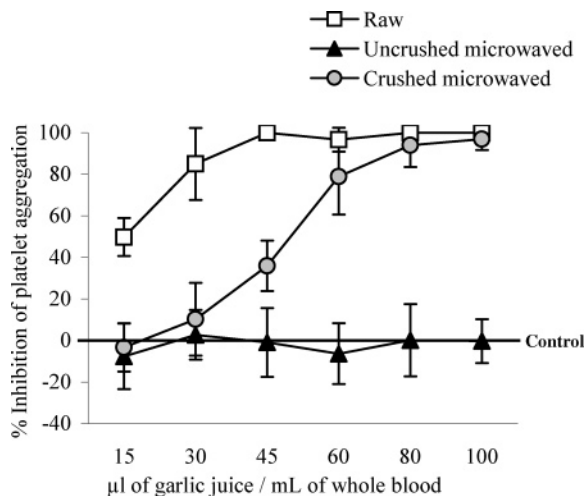 Raw
Uncrushed microwaved
Crushed microwaved
% Inhibition of platelet aggregation
100
80
60
40
20
0
-20
-40
Control
15 30 45 60 80 100
µl of garlic juice / mL of whole blood